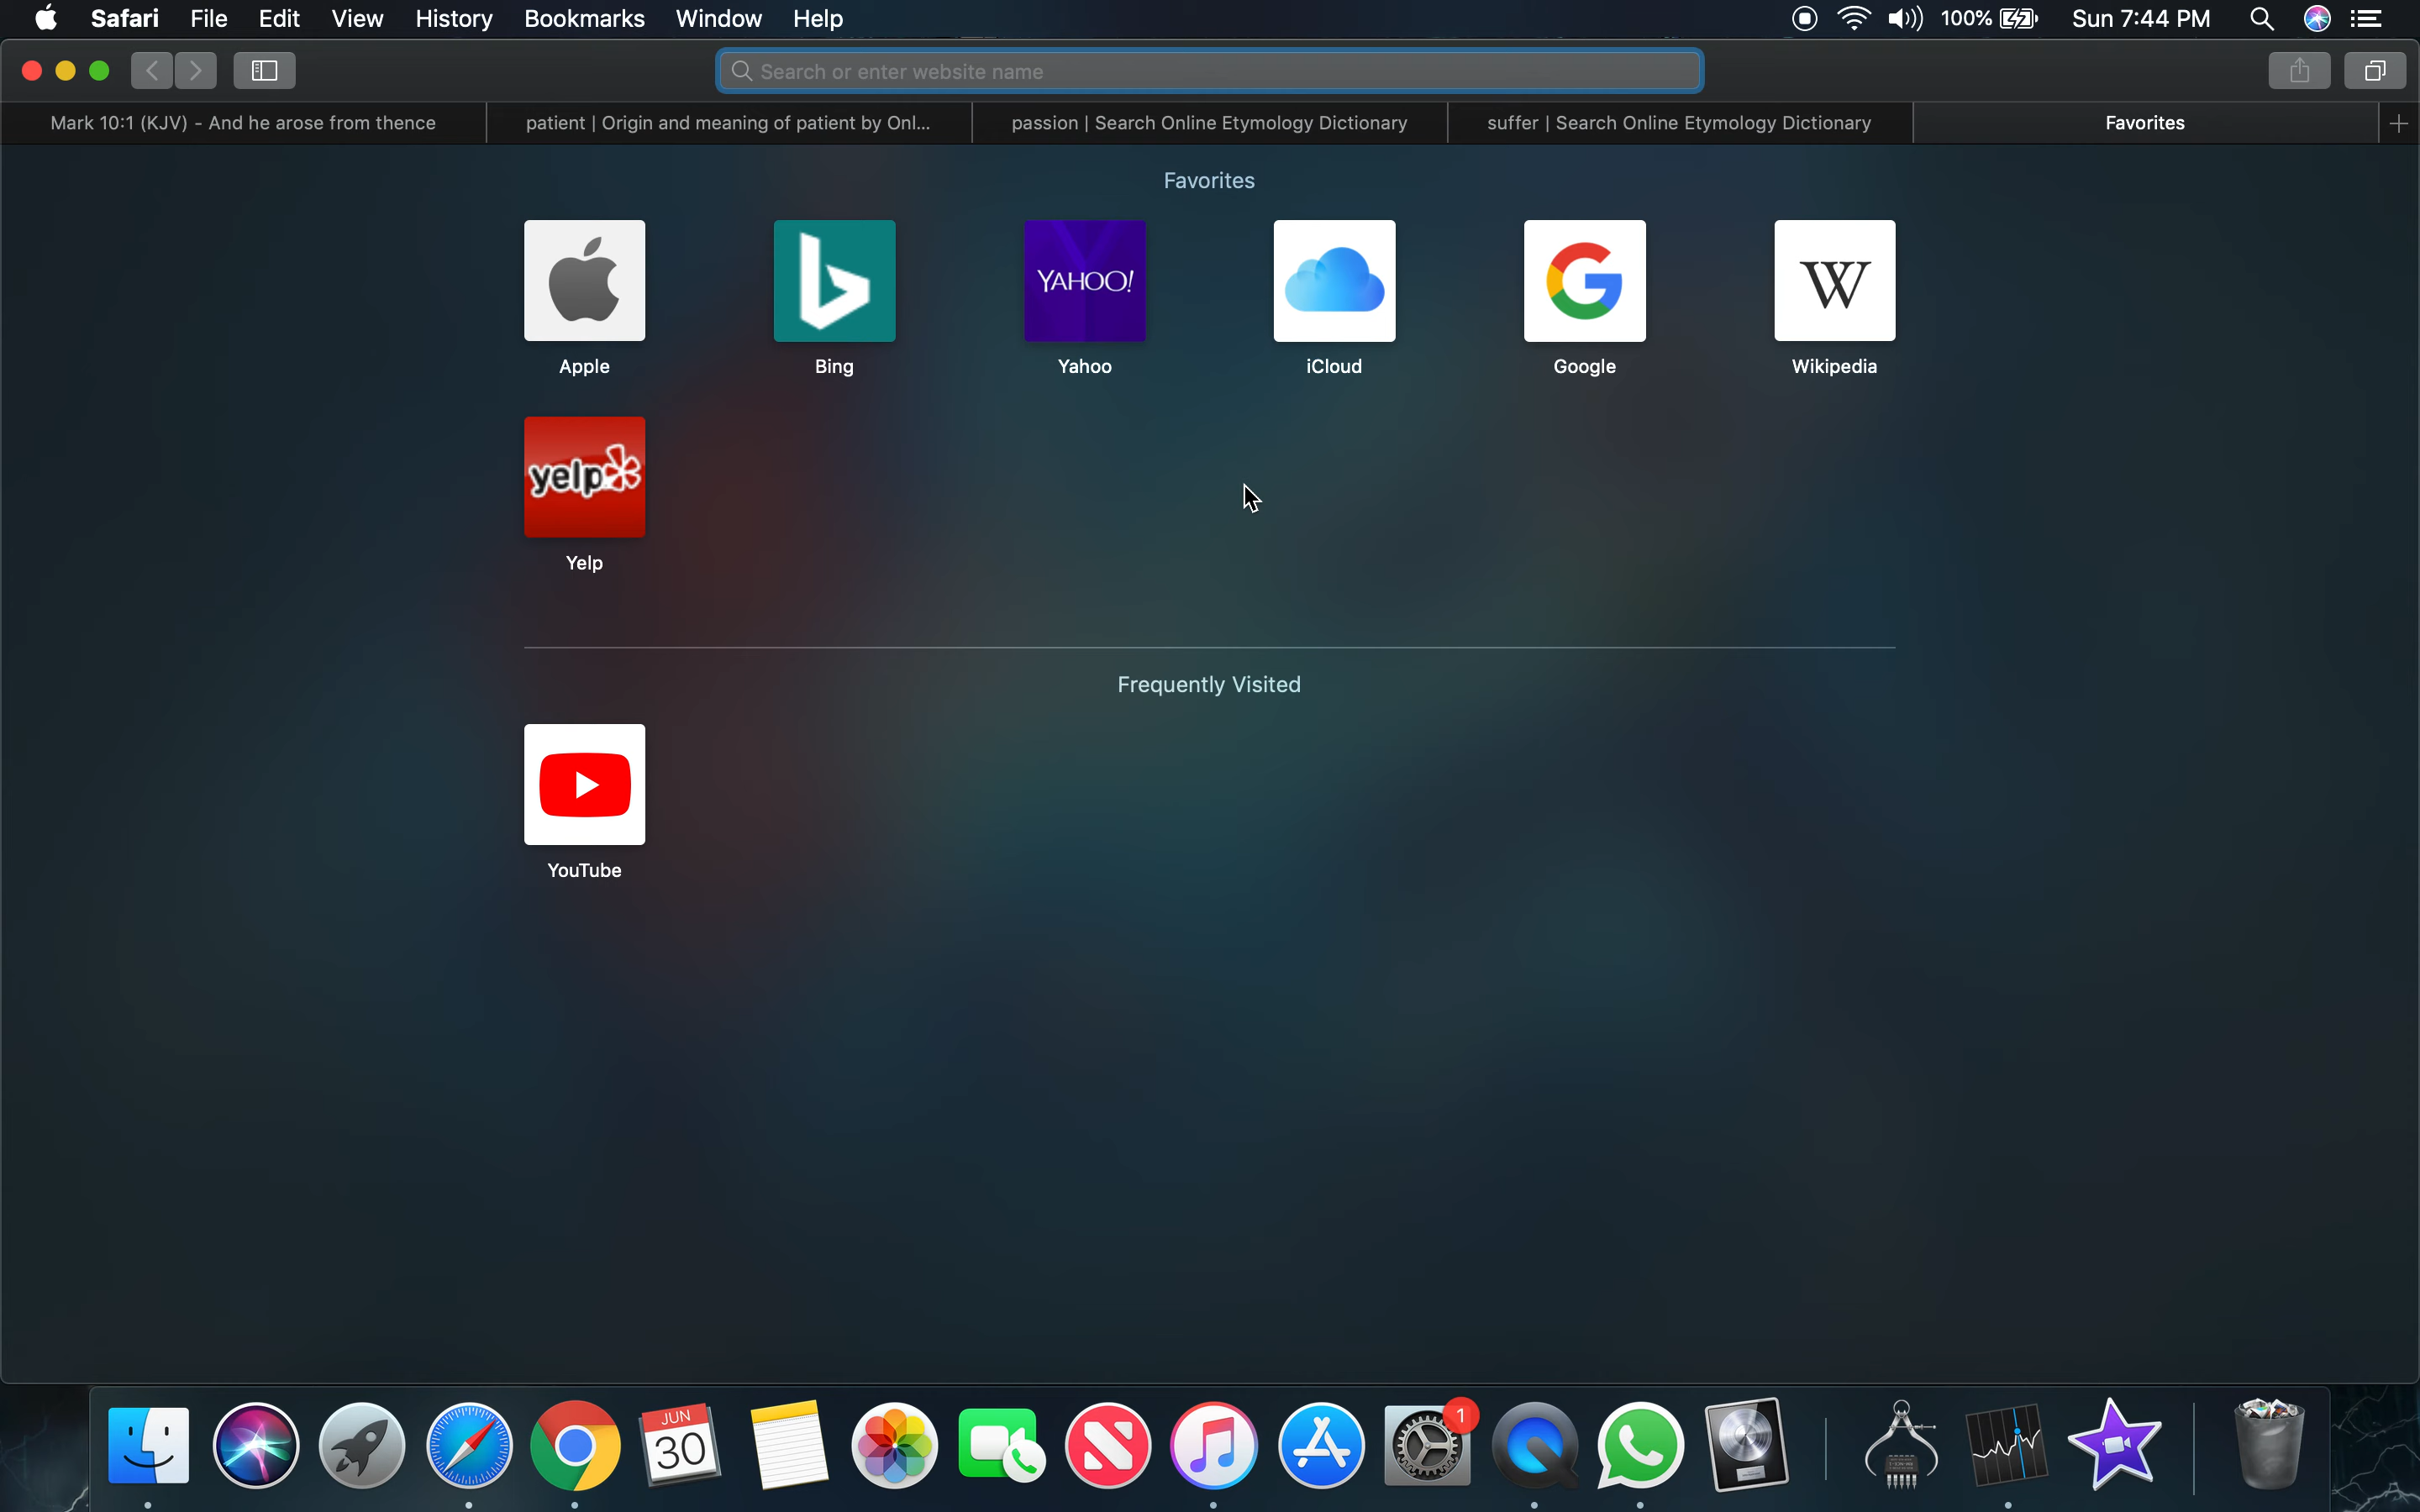 Safari File Edit View History Bookmarks Window Help 100% Sun 7:44 PM
Search or enter website name
Mark 10:1 (KJV) - And he arose from thence patient | Origin and meaning of patient by Onl... passion | Search Online Etymology Dictionary suffer | Search Online Etymology Dictionary Favorites
Favorites
YAHOO!
W
Apple Bing Yahoo iCloud Google Wikipedia
yelp
Yelp
Frequently Visited
YouTube
JUN
30
1